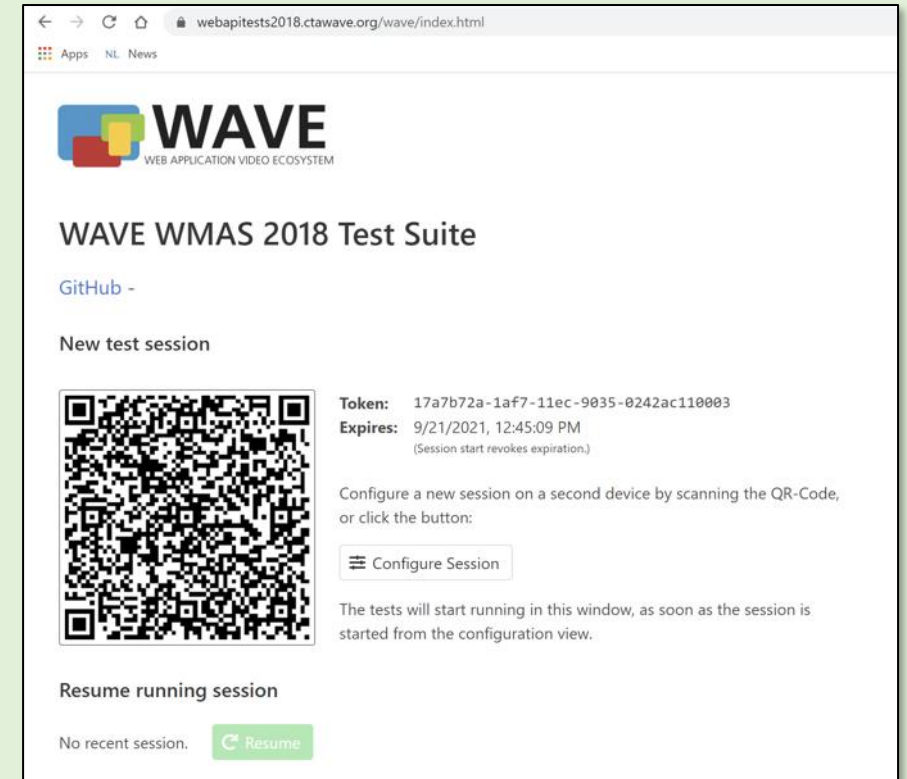 webapitests2018.ctawave.org/wave/index.html
Apps NL News
WAVE
WEB APPLICATION VIDEO ECOSYSTEM
WAVE WMAS 2018 Test Suite
GitHub -
New test session
Token: 17a7b72a-1af7-11ec-9035-0242ac110003
Expires: 9/21/2021, 12:45:09 PM
(Session start revokes expiration.)
Configure a new session on a second device by scanning the QR-Code,
or click the button:
Configure Session
The tests will start running in this window, as soon as the session is
started from the configuration view.
Resume running session
No recent session. Resume